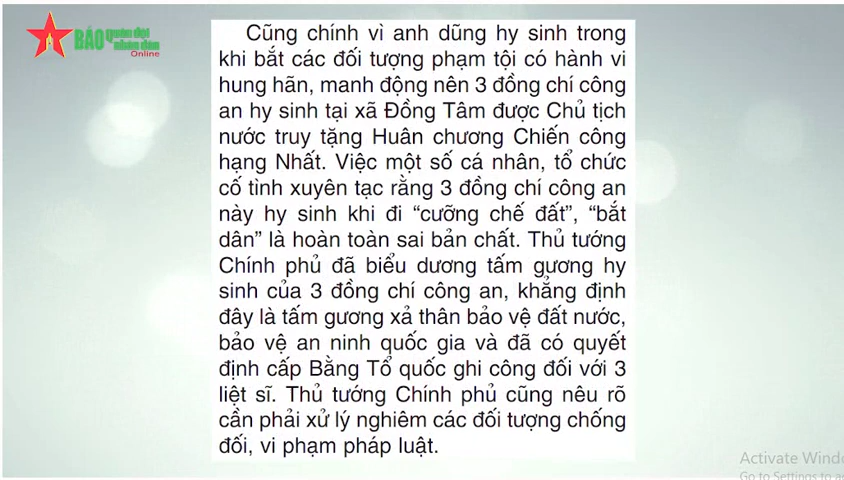 BÁO quân đội nhân dân
Online
Cũng chính vì anh dũng hy sinh trong
khi bắt các đối tượng phạm tội có hành vi
hung hãn, manh động nên 3 đồng chí công
an hy sinh tại xã Đồng Tâm được Chủ tịch
nước truy tặng Huân chương Chiến công
hạng Nhất. Việc một số cá nhân, tổ chức
cố tình xuyên tạc rằng 3 đồng chí công an
này hy sinh khi đi “cưỡng chế đất”, “bắt
dân” là hoàn toàn sai bản chất. Thủ tướng
Chính phủ đã biểu dương tấm gương hy
sinh của 3 đồng chí công an, khẳng định
đây là tấm gương xả thân bảo vệ đất nước,
bảo vệ an ninh quốc gia và đã có quyết
định cấp Bằng Tổ quốc ghi công đối với 3
liệt sĩ. Thủ tướng Chính phủ cũng nêu rõ
cần phải xử lý nghiêm các đối tượng chống
đối, vi phạm pháp luật.
Activate Wind
Go to Settings to a